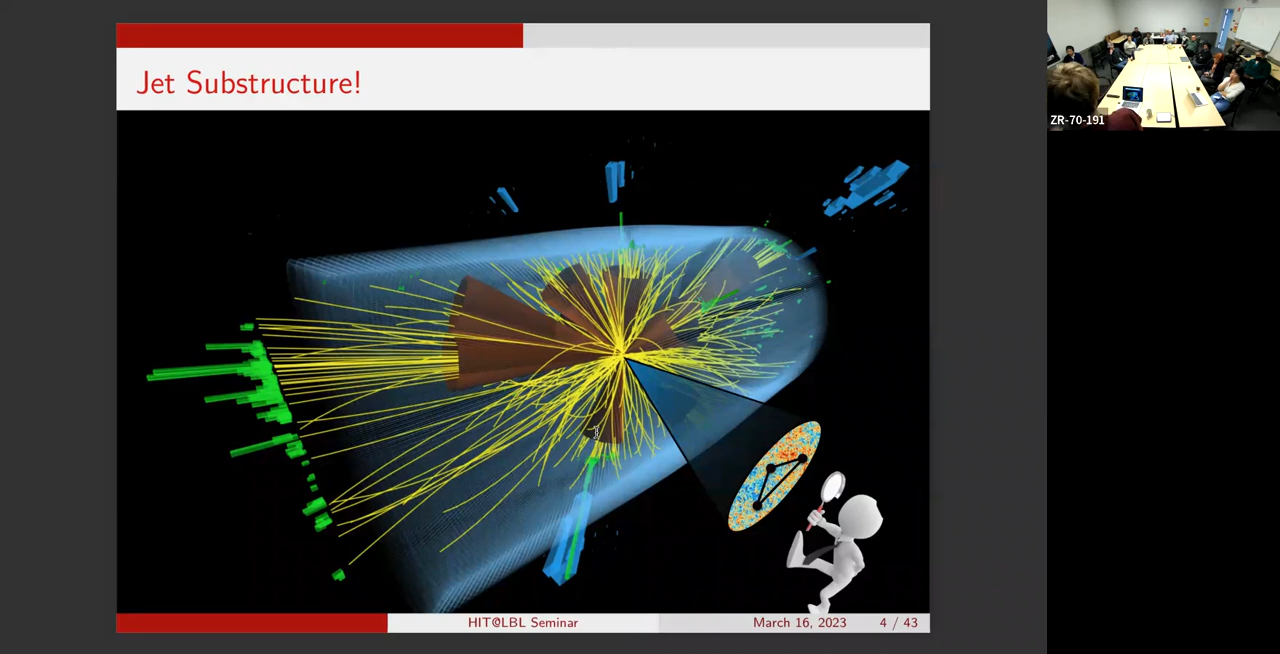 Jet Substructure!
ZR-70-191
HIT@LBL Seminar
March 16, 2023
4 / 43